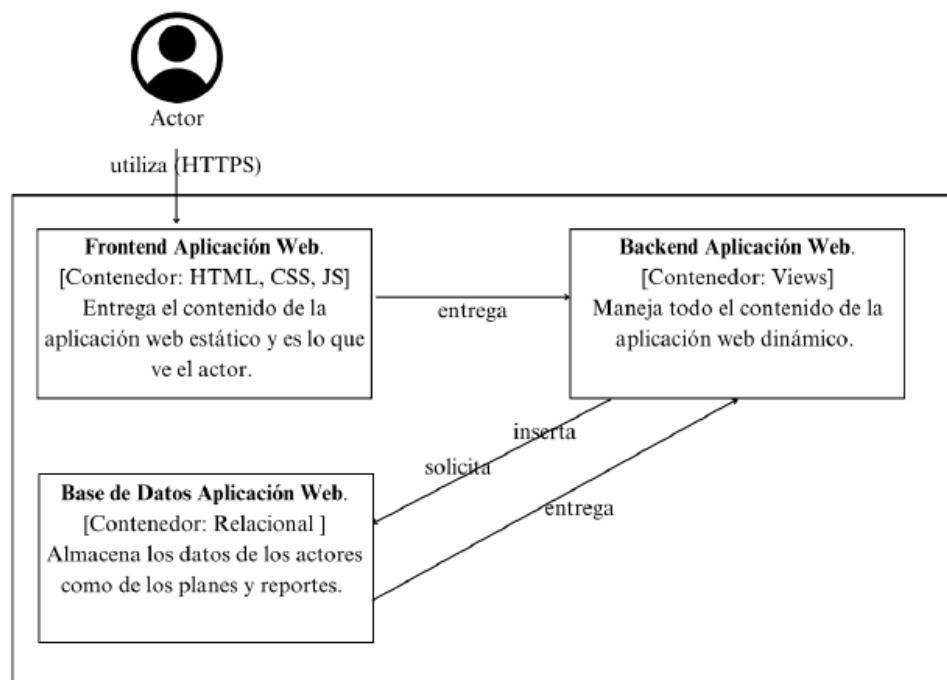 Actor
utiliza (HTTPS)
Frontend Aplicación Web.
[Contenedor: HTML, CSS, JS]
Entrega el contenido de la
aplicación web estático y es lo que
ve el actor.
entrega
Backend Aplicación Web.
[Contenedor: Views]
Maneja todo el contenido de la
aplicación web dinámico.
inserta
solicita
entrega
Base de Datos Aplicación Web.
[Contenedor: Relacional ]
Almacena los datos de los actores
como de los planes y reportes.